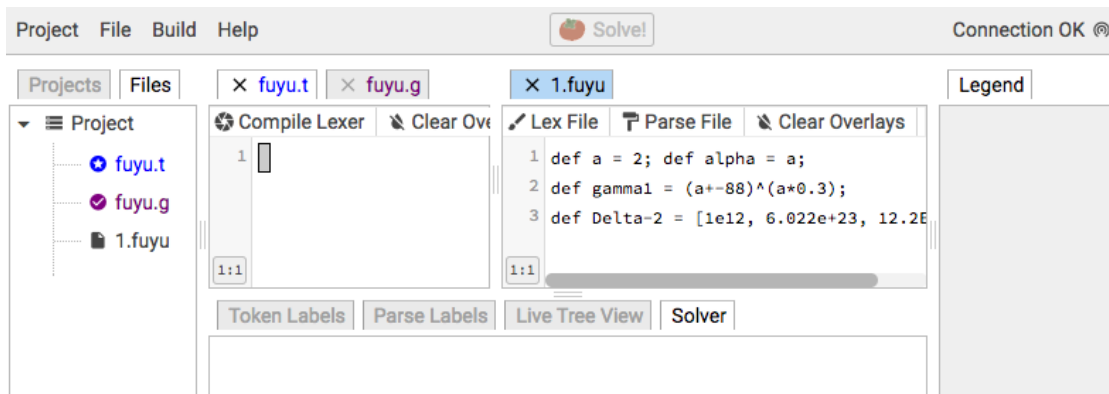 Project File Build Help Solve! Connection OK
Projects Files × fuyu.t × fuyu.g × 1.fuyu Legend
Project Compile Lexer Clear Ove Lex File Parse File Clear Overlays
fuyu.t
fuyu.g
1.fuyu
1
1:1
1 def a = 2; def alpha = a;
2 def gamma1 = (a+-88)^(a*0.3);
3 def Delta-2 = [1e12, 6.022e+23, 12.2E
1:1
Token Labels Parse Labels Live Tree View Solver